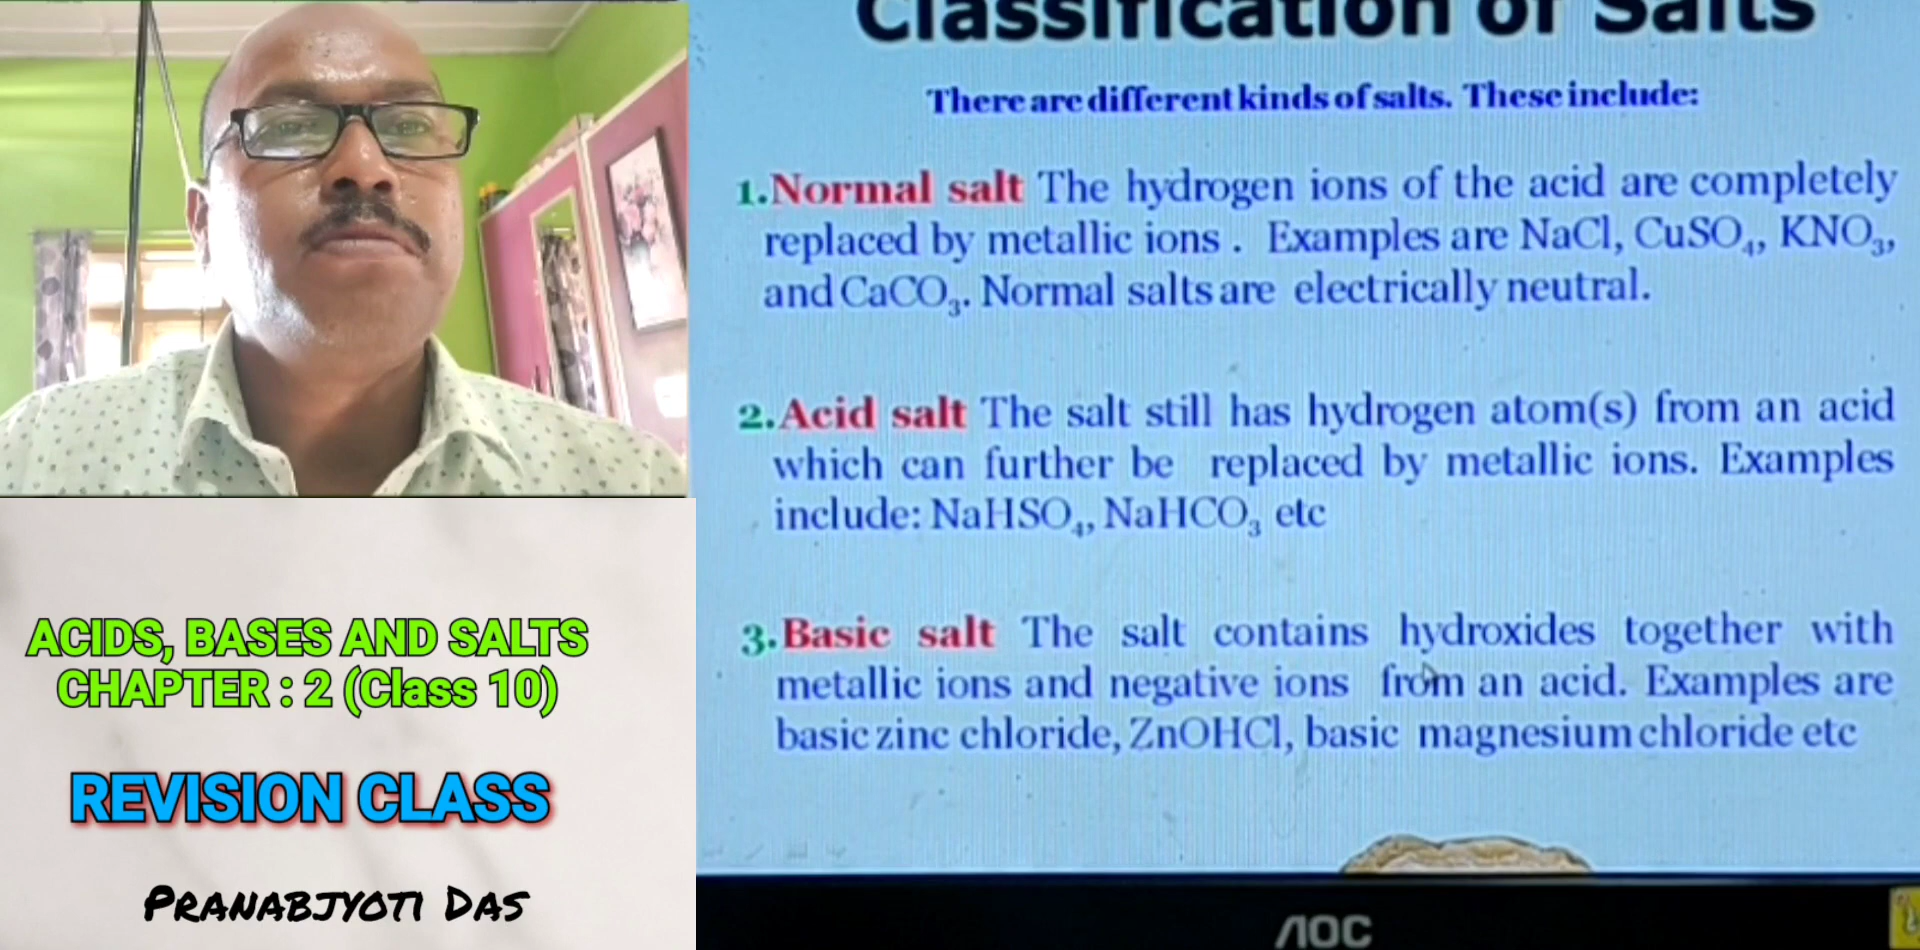 Classification of Salts
There are different kinds of salts. These include:
1.Normal salt The hydrogen ions of the acid are completely
replaced by metallic ions . Examples are NaCl, CuSO₄, KNO₃,
and CaCO₃. Normal salts are electrically neutral.
2.Acid salt The salt still has hydrogen atom(s) from an acid
which can further be replaced by metallic ions. Examples
include: NaHSO₄, NaHCO₃ etc
3.Basic salt The salt contains hydroxides together with
metallic ions and negative ions from an acid. Examples are
basic zinc chloride, ZnOHCl, basic magnesium chloride etc
AOC
ACIDS, BASES AND SALTS
CHAPTER : 2 (Class 10)
REVISION CLASS
PRANABJYOTI DAS